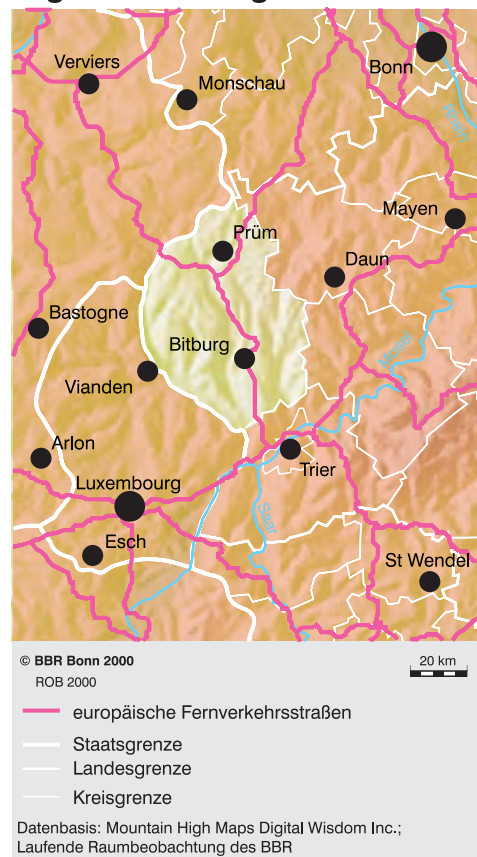 Verviers
Monschau
Bonn
Rhein
Mayen
Prüm
Daun
Bastogne
Bitburg
Mosel
Vianden
Arlon
Luxembourg
Trier
Saar
Esch
St Wendel
© BBR Bonn 2000
20 km
ROB 2000
europäische Fernverkehrsstraßen
Staatsgrenze
Landesgrenze
Kreisgrenze
Datenbasis: Mountain High Maps Digital Wisdom Inc.;
Laufende Raumbeobachtung des BBR